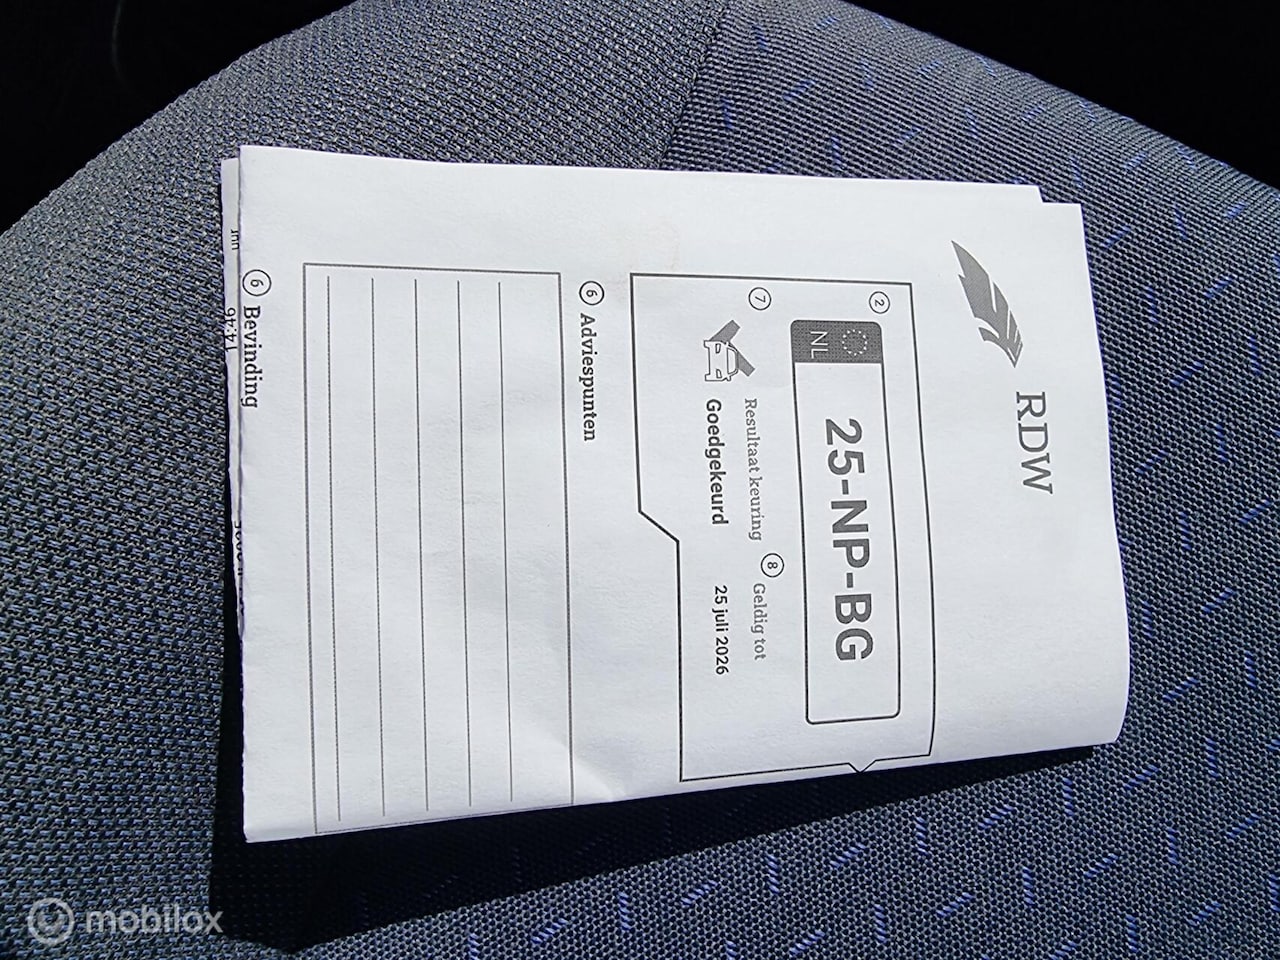 RDW
2
NL
25-NP-BG
7 Resultaat keuring
Goedgekeurd
8 Geldig tot
25 juli 2026
6 Adviespunten
6 Bevinding
mobilox